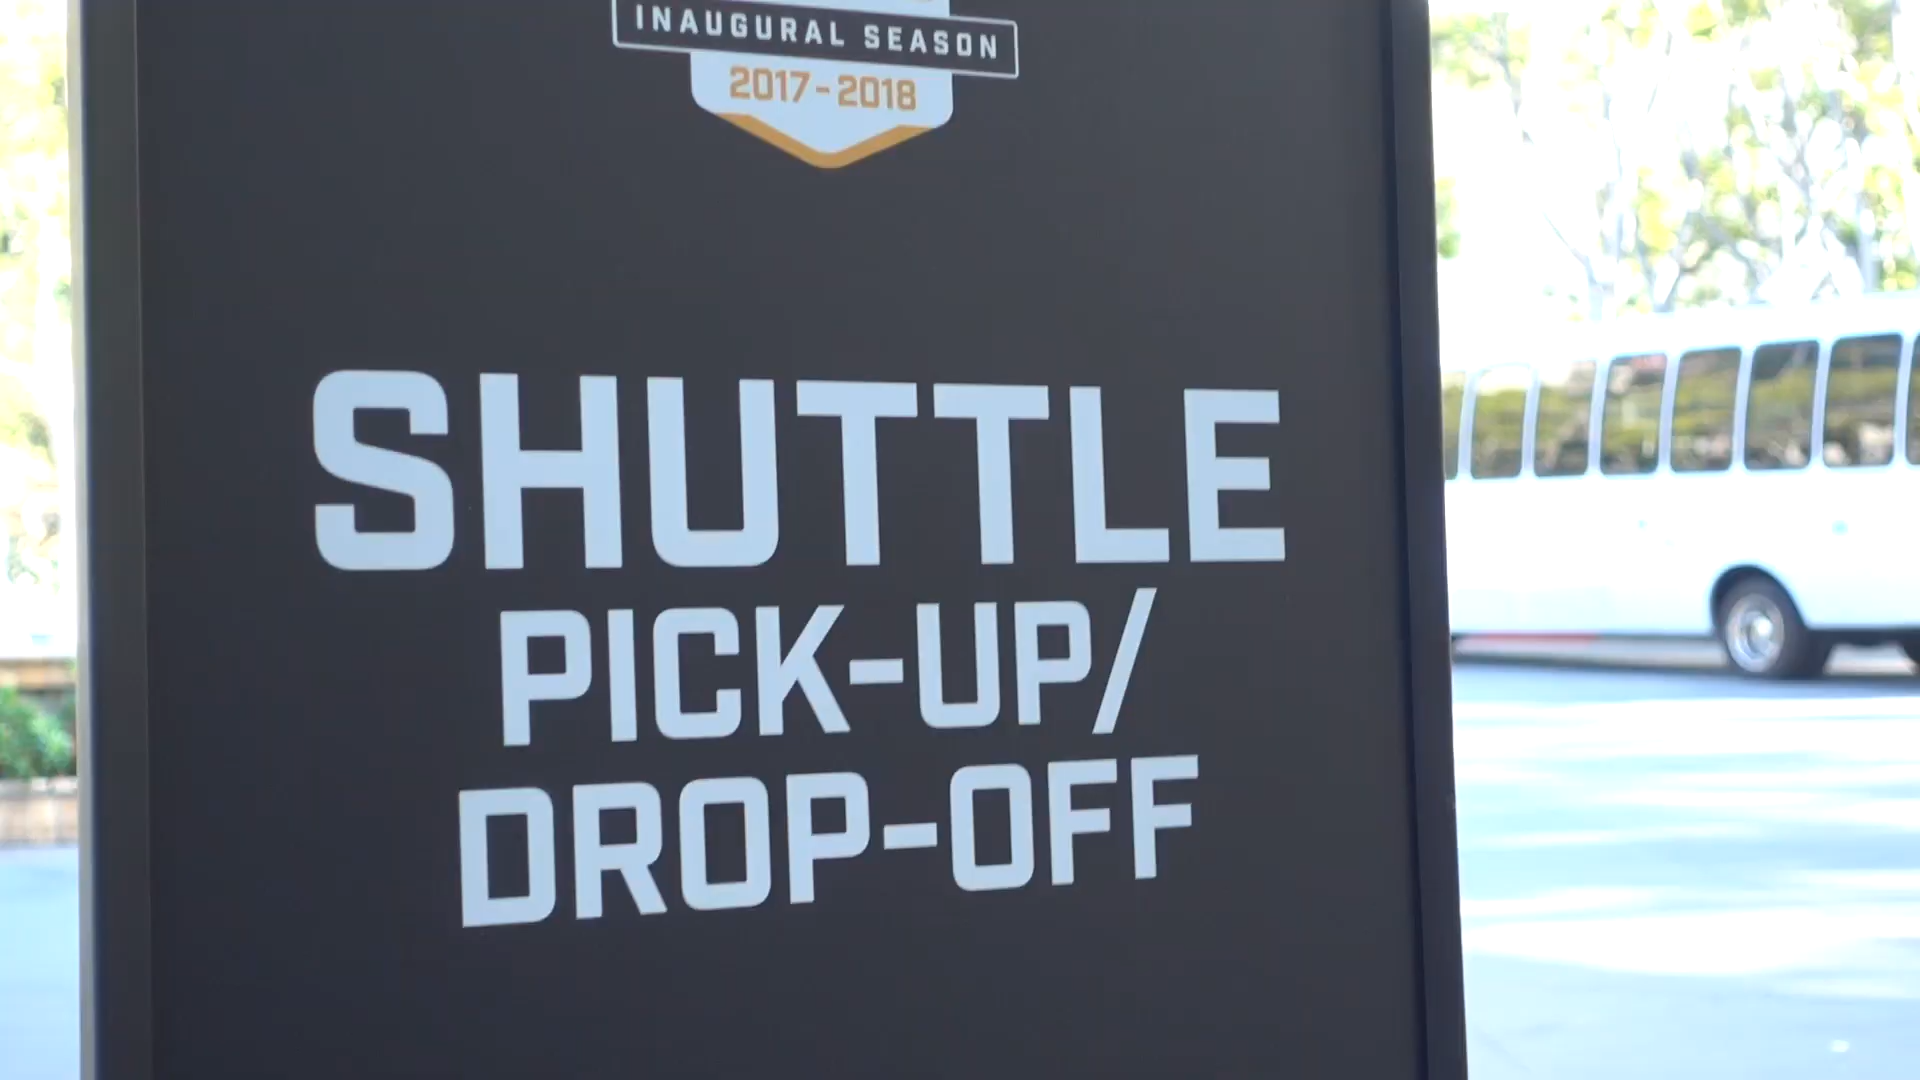 INAUGURAL SEASON
2017-2018
SHUTTLE
PICK-UP/
DROP-OFF